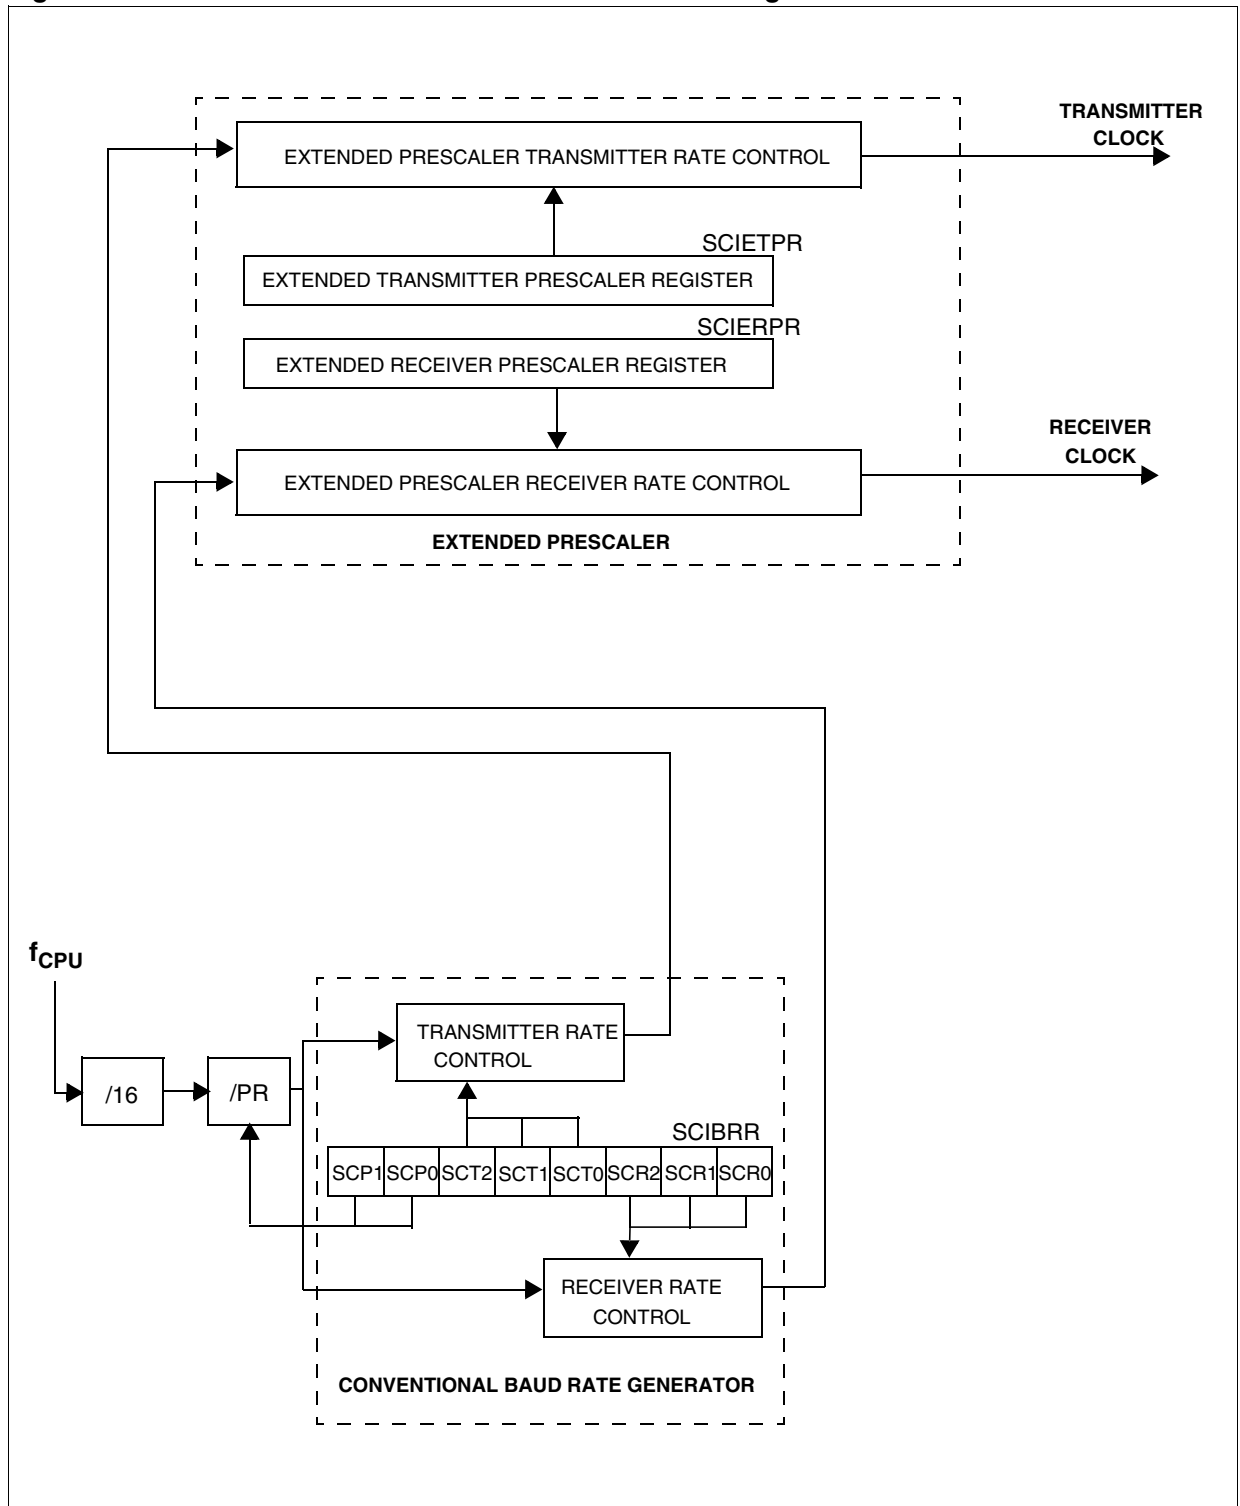 TRANSMITTER
CLOCK
EXTENDED PRESCALER TRANSMITTER RATE CONTROL
SCIETPR
EXTENDED TRANSMITTER PRESCALER REGISTER
SCIERPR
EXTENDED RECEIVER PRESCALER REGISTER
RECEIVER
CLOCK
EXTENDED PRESCALER RECEIVER RATE CONTROL
EXTENDED PRESCALER
fCPU
TRANSMITTER RATE
CONTROL
/16
/PR
SCIBRR
SCP1 SCP0 SCT2 SCT1 SCT0 SCR2 SCR1 SCR0
RECEIVER RATE
CONTROL
CONVENTIONAL BAUD RATE GENERATOR